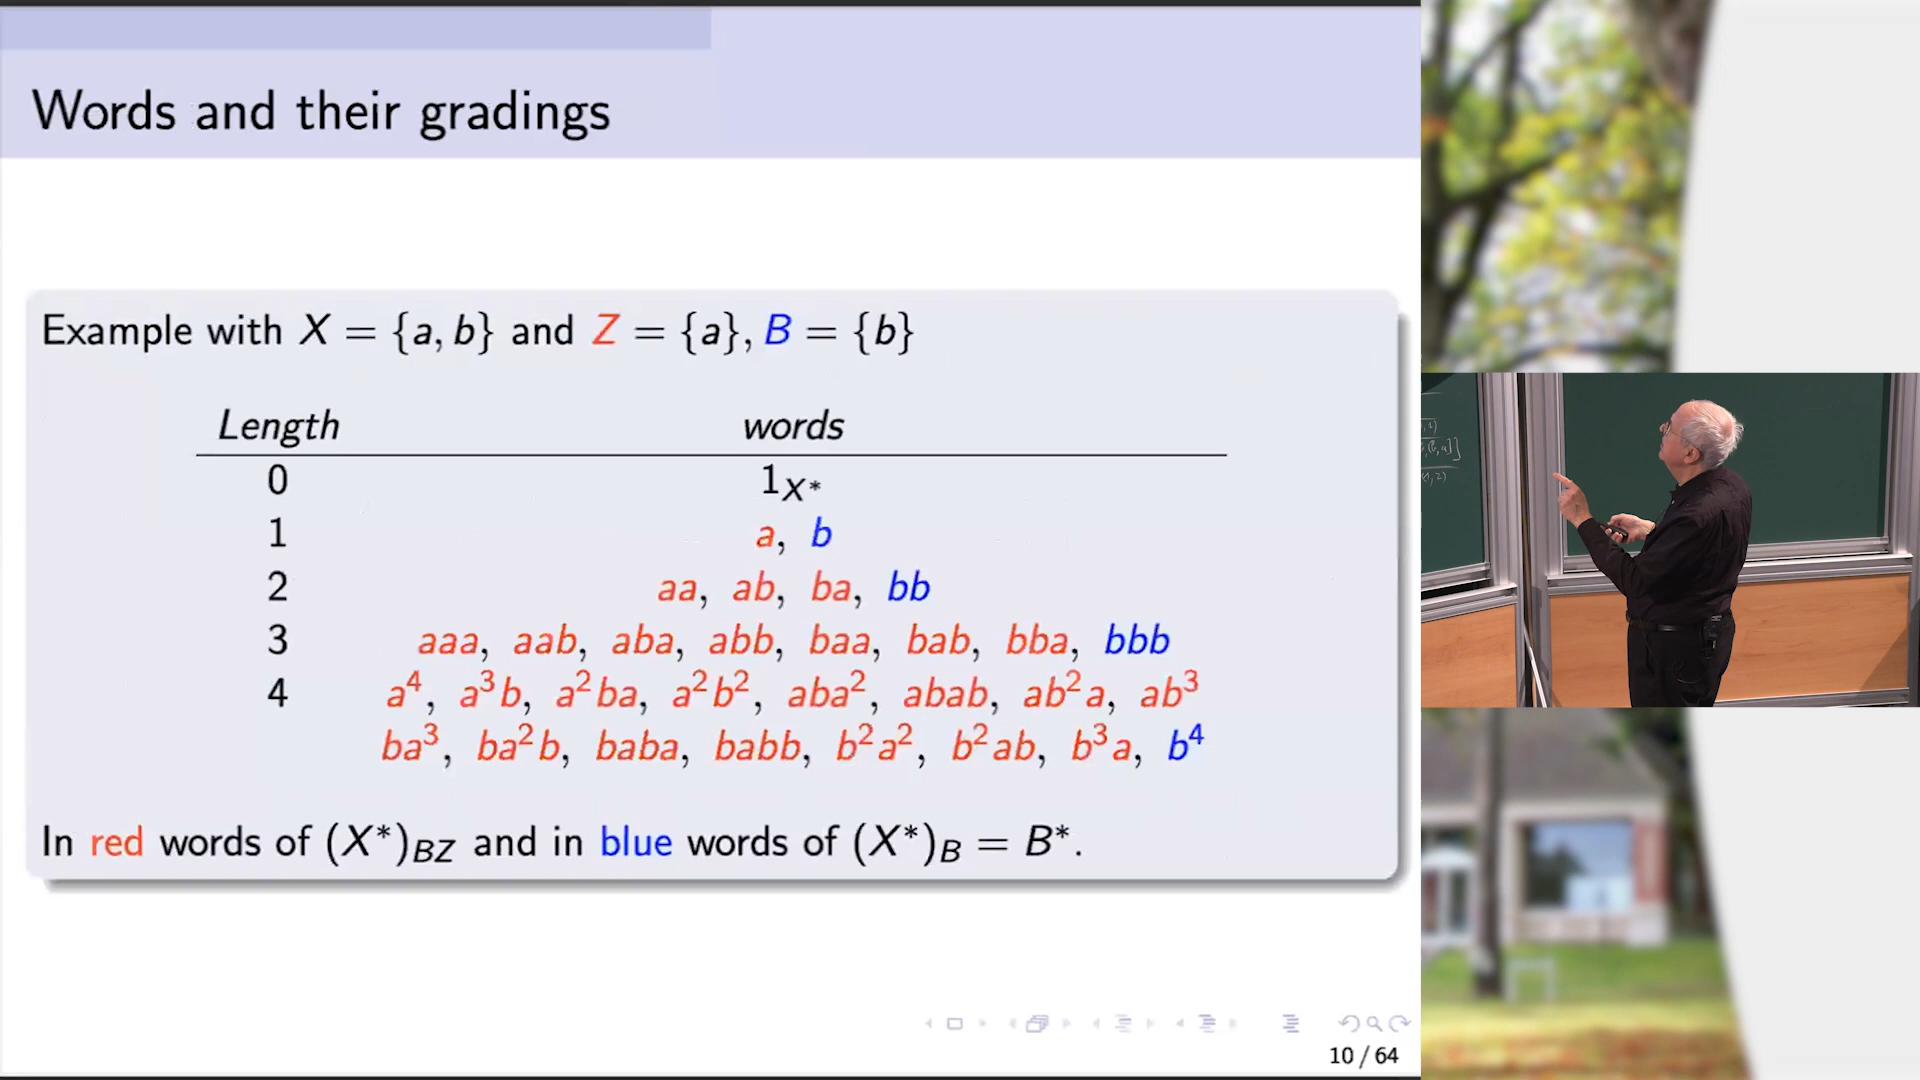 Words and their gradings
Example with X = {a, b} and Z = {a}, B = {b}
Length words
0 1_{X*}
1 a, b
2 aa, ab, ba, bb
3 aaa, aab, aba, abb, baa, bab, bba, bbb
4 a⁴, a³b, a²ba, a²b², aba², abab, ab²a, ab³
ba³, ba²b, baba, babb, b²a², b²ab, b³a, b⁴
In red words of (X*)_{BZ} and in blue words of (X*)_B = B*.
10 / 64